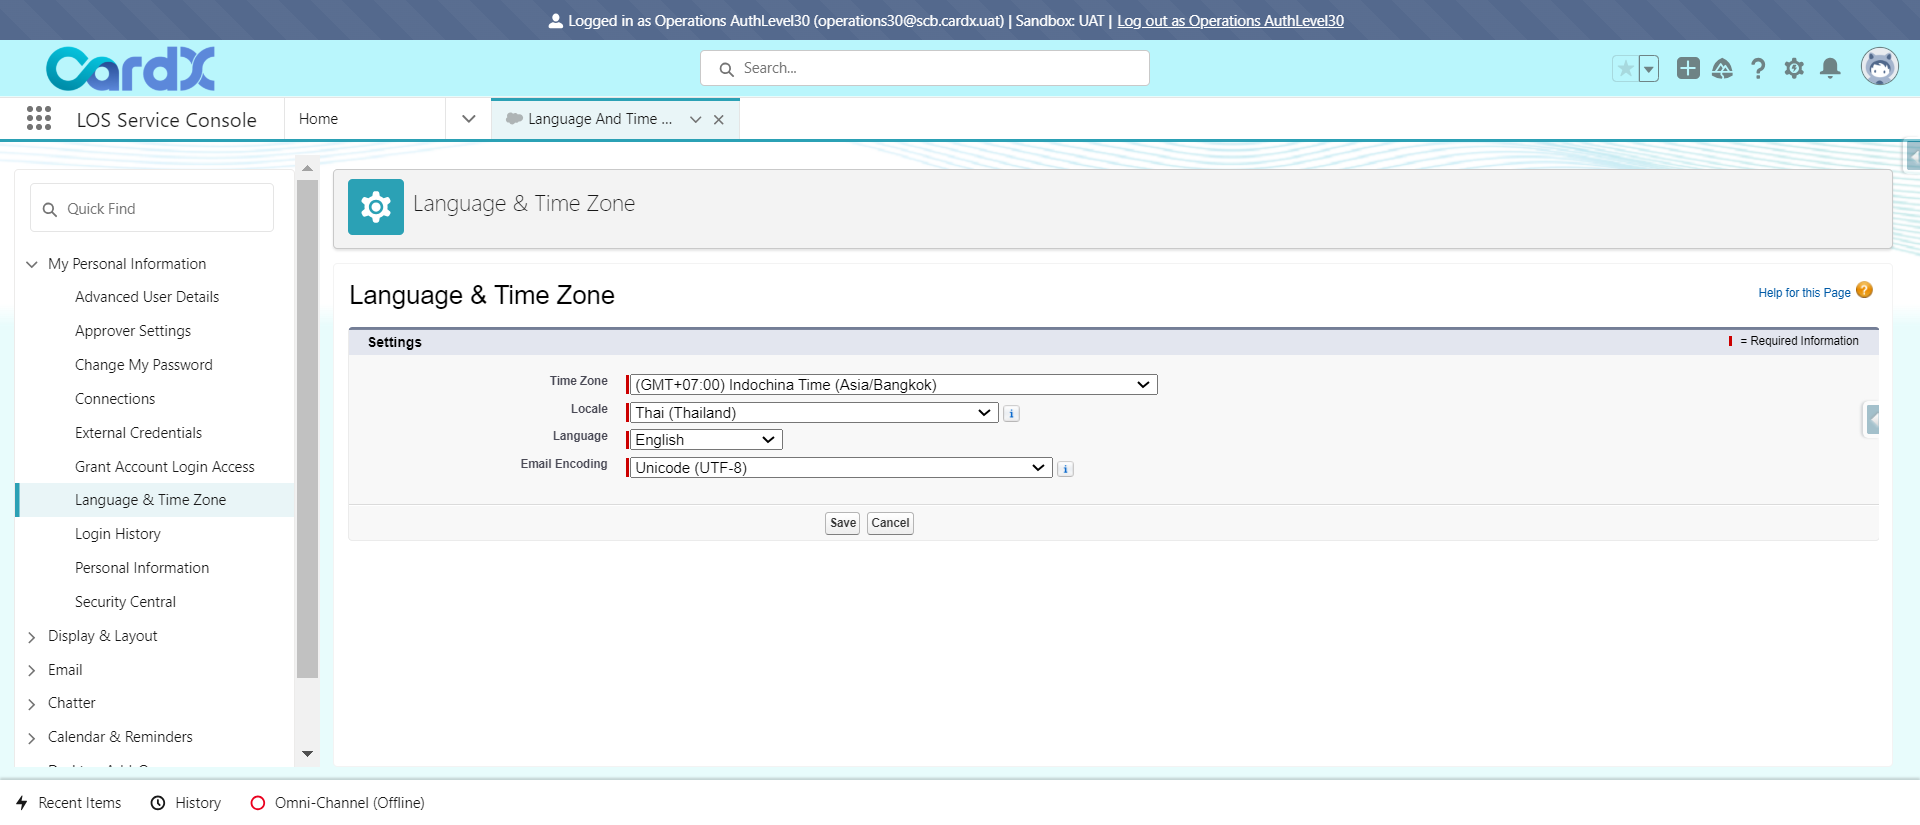 Logged in as Operations AuthLevel30 (operations30@scb.cardx.uat) | Sandbox: UAT | Log out as Operations AuthLevel30
CardX
Search...
LOS Service Console
Home
Language And Time ...
Quick Find
My Personal Information
Advanced User Details
Approver Settings
Change My Password
Connections
External Credentials
Grant Account Login Access
Language & Time Zone
Login History
Personal Information
Security Central
Display & Layout
Email
Chatter
Calendar & Reminders
Language & Time Zone
Language & Time Zone
Help for this Page
Settings
= Required Information
Time Zone
(GMT+07:00) Indochina Time (Asia/Bangkok)
Locale
Thai (Thailand)
Language
English
Email Encoding
Unicode (UTF-8)
Save
Cancel
Recent Items
History
Omni-Channel (Offline)